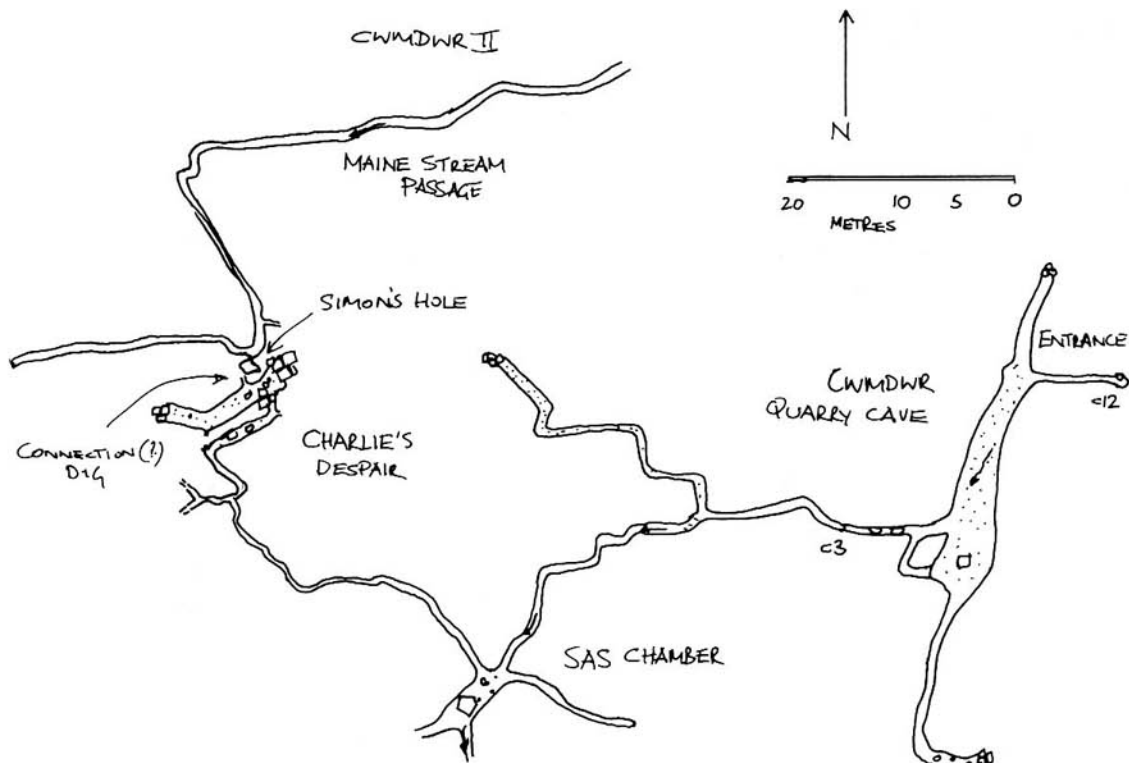 CWMDWR II
N
MAINE STREAM
PASSAGE
20 10 5 0
METRES
SIMON'S HOLE
ENTRANCE
c12
CWMDWR
QUARRY CAVE
CONNECTION(?)
DIG
CHARLIE'S
DESPAIR
c3
SAS CHAMBER